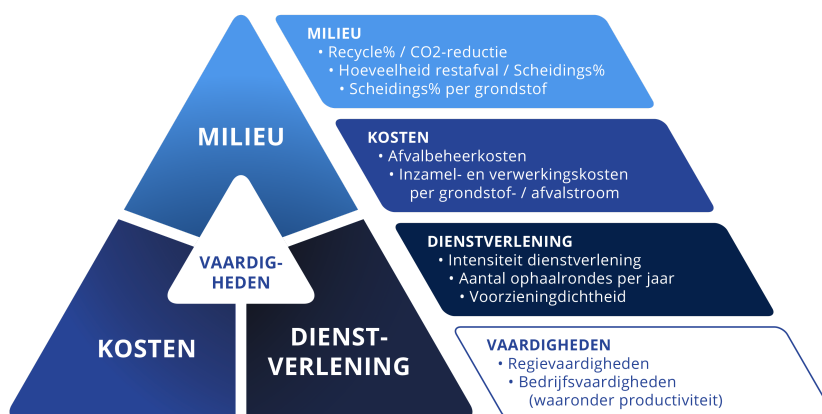 MILIEU
VAARDIG-
HEDEN
KOSTEN
DIENST-
VERLENING
MILIEU
• Recycle% / CO2-reductie
• Hoeveelheid restafval / Scheidings%
• Scheidings% per grondstof
KOSTEN
• Afvalbeheerkosten
• Inzamel- en verwerkingskosten
per grondstof- / afvalstroom
DIENSTVERLENING
• Intensiteit dienstverlening
• Aantal ophaalrondes per jaar
• Voorzieningdichtheid
VAARDIGHEDEN
• Regievaardigheden
• Bedrijfsvaardigheden
(waaronder productiviteit)